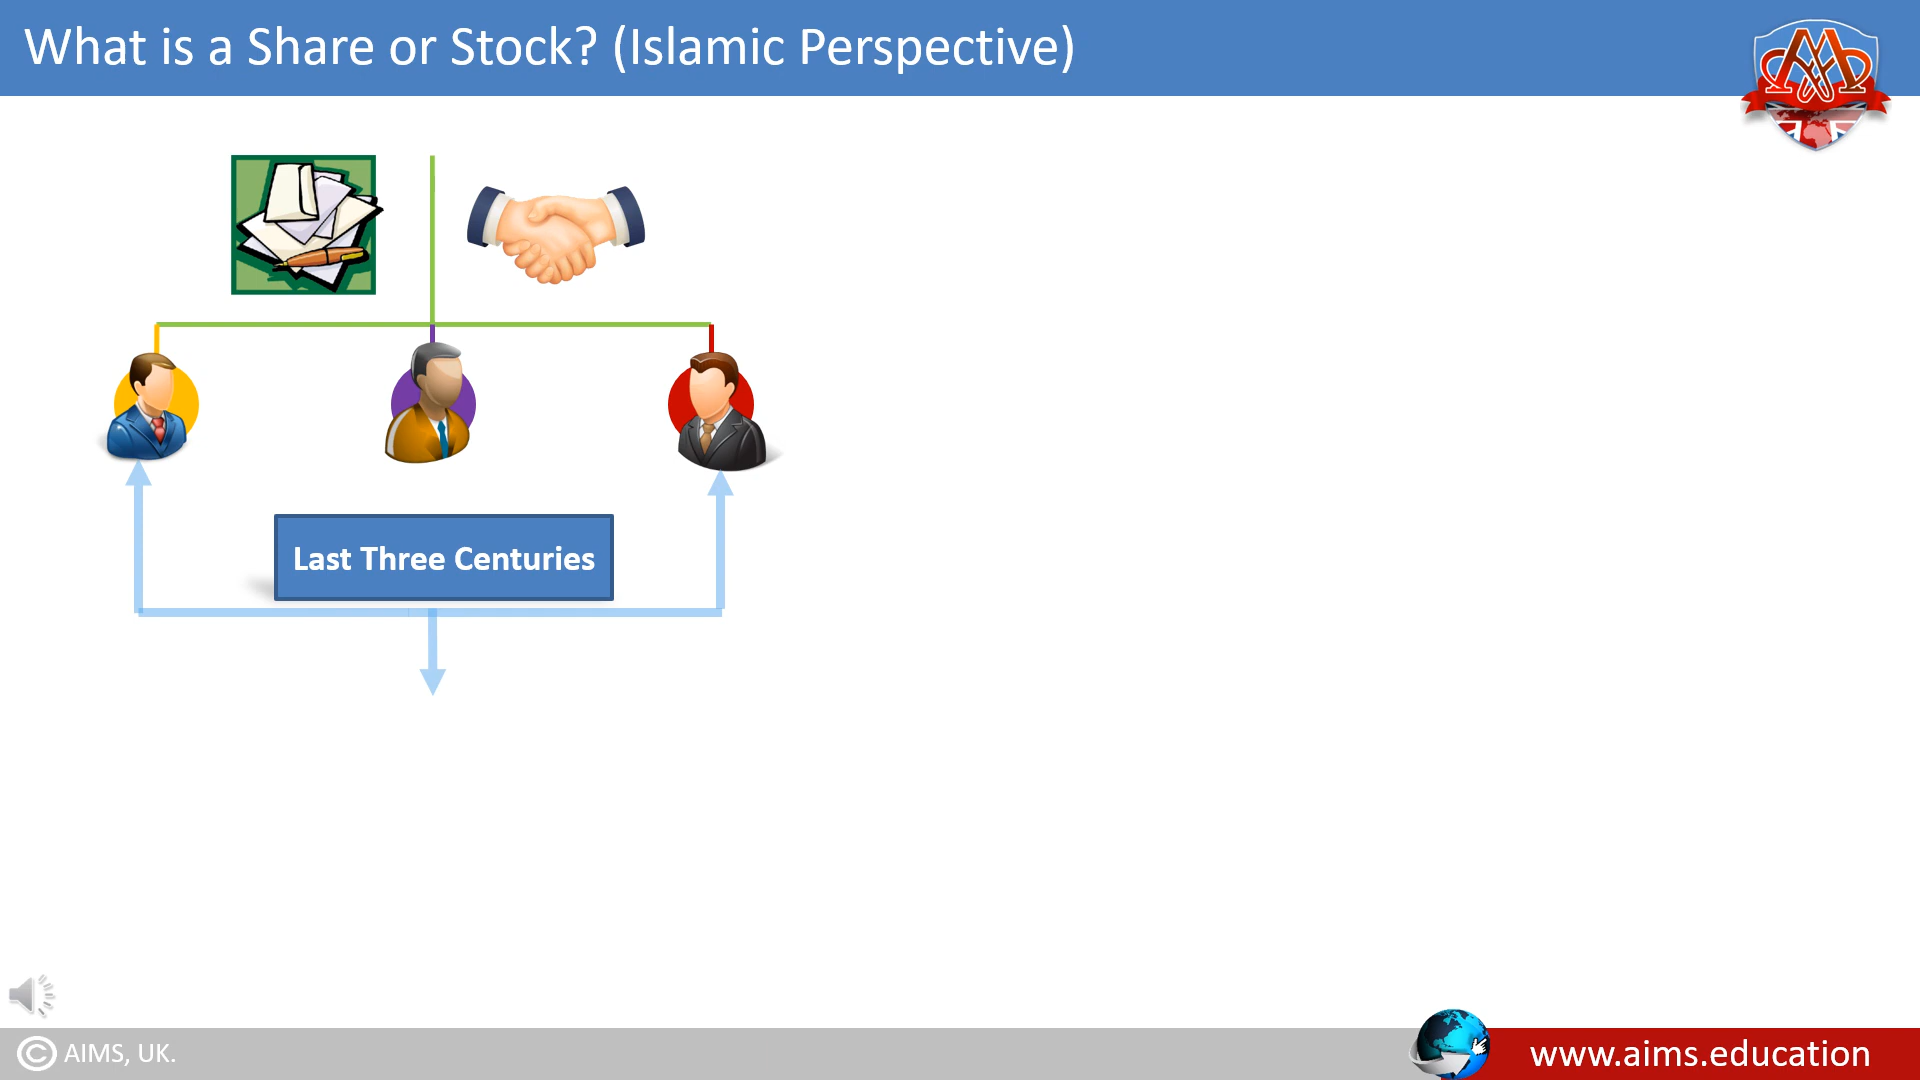 What is a Share or Stock? (Islamic Perspective)
Last Three Centuries
© AIMS, UK.
www.aims.education